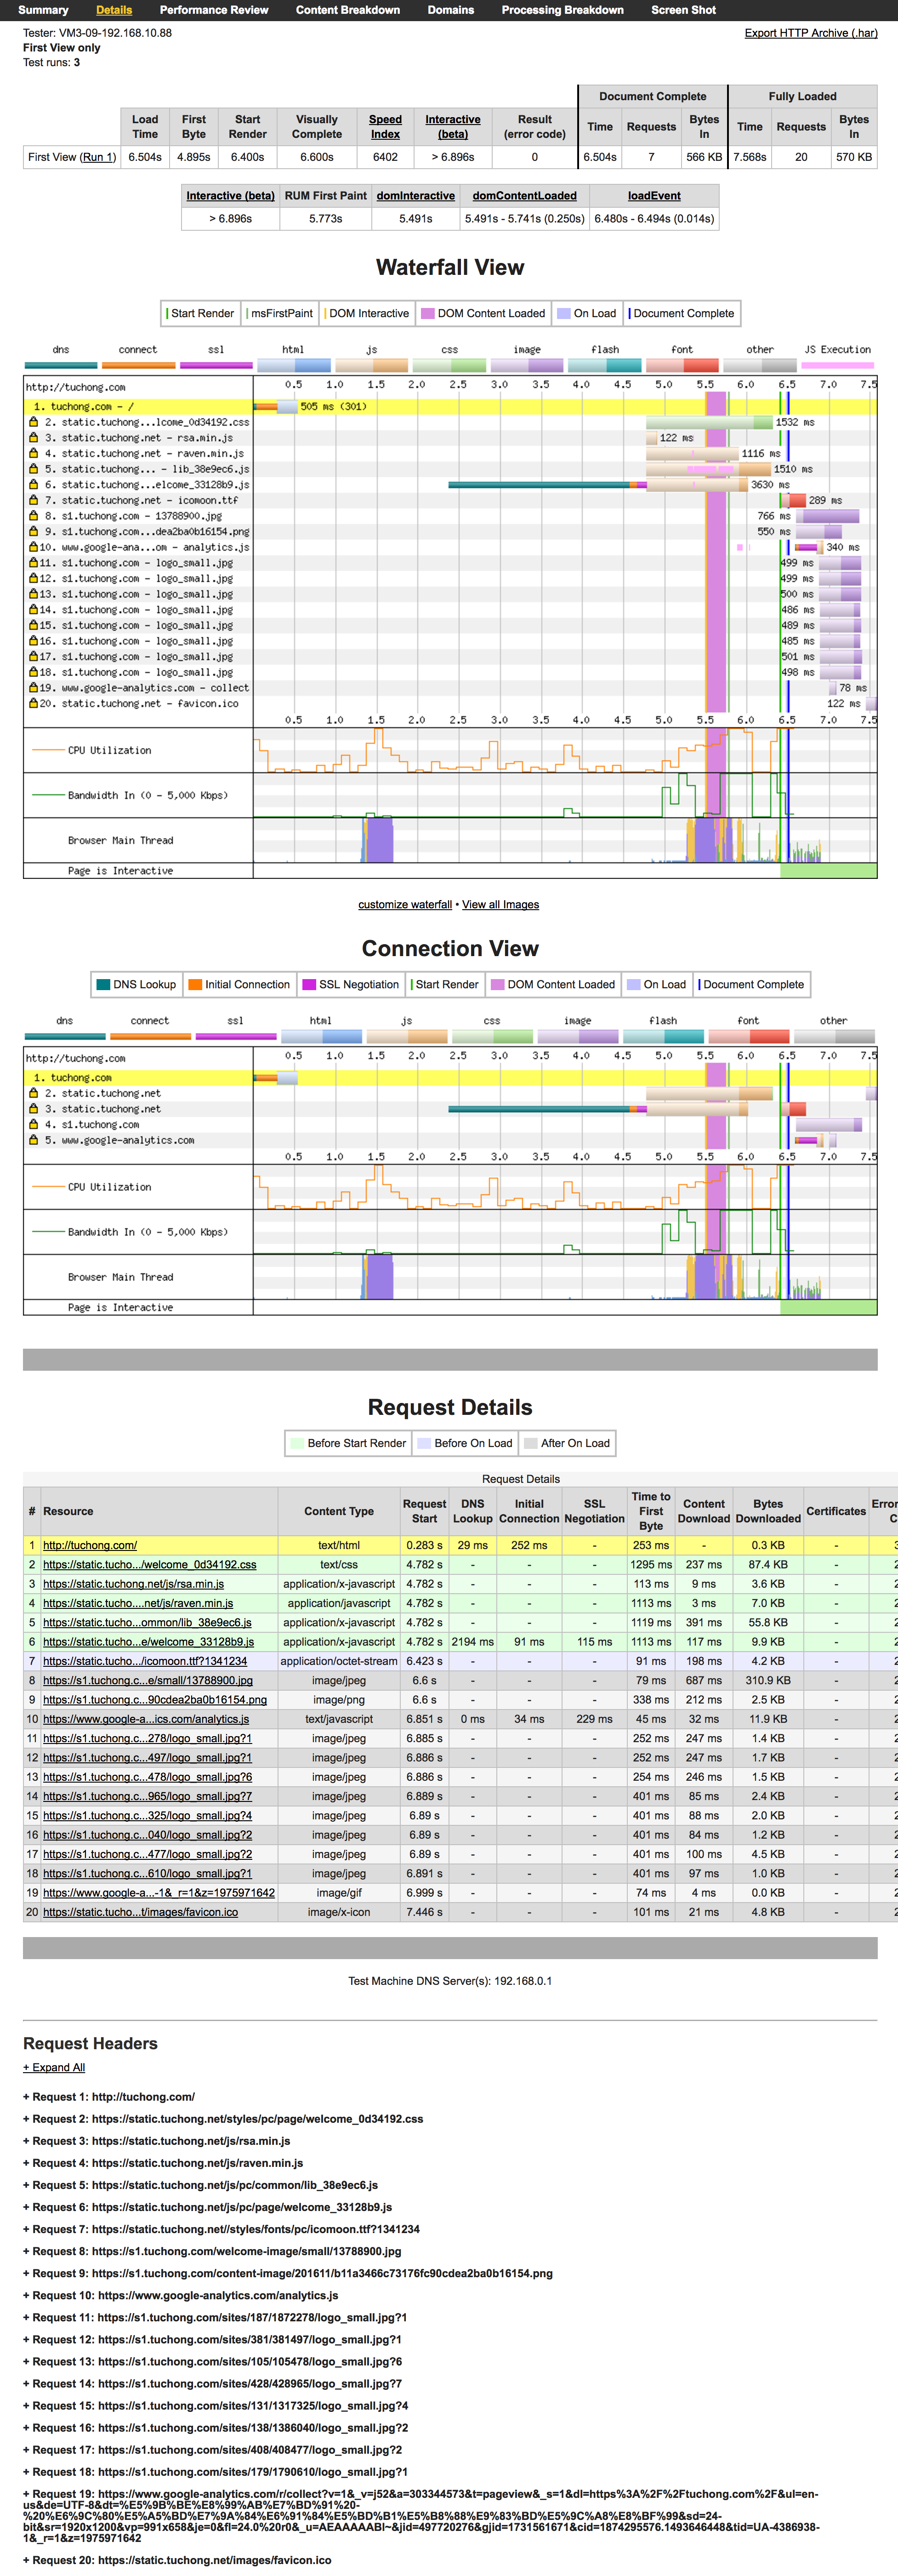 Summary Details Performance Review Content Breakdown Domains Processing Breakdown Screen Shot
Tester: VM3-09-192.168.10.88 Export HTTP Archive (.har)
First View only
Test runs: 3
Document Complete Fully Loaded
Load Time First Byte Start Render Visually Complete Speed Index Interactive (beta) Result (error code) Time Requests Bytes In Time Requests Bytes In
First View (Run 1) 6.504s 4.895s 6.400s 6.600s 6402 > 6.896s 0 6.504s 7 566 KB 7.568s 20 570 KB
Interactive (beta) RUM First Paint domInteractive domContentLoaded loadEvent
> 6.896s 5.773s 5.491s 5.491s - 5.741s (0.250s) 6.480s - 6.494s (0.014s)
Waterfall View
Start Render msFirstPaint DOM Interactive DOM Content Loaded On Load Document Complete
dns connect ssl html js css image flash font other JS Execution
http://tuchong.com 0.5 1.0 1.5 2.0 2.5 3.0 3.5 4.0 4.5 5.0 5.5 6.0 6.5 7.0 7.5
1. tuchong.com - / 505 ms (301)
2. static.tuchong...lcome_0d34192.css 1532 ms
3. static.tuchong.net - rsa.min.js 122 ms
4. static.tuchong.net - raven.min.js 1116 ms
5. static.tuchong... - lib_38e9ec6.js 1510 ms
6. static.tuchong...elcome_33128b9.js 3630 ms
7. static.tuchong.net - icomoon.ttf 289 ms
8. s1.tuchong.com - 13788900.jpg 766 ms
9. s1.tuchong.com...dea2ba0b16154.png 550 ms
10. www.google-ana...om - analytics.js 340 ms
11. s1.tuchong.com - logo_small.jpg 499 ms
12. s1.tuchong.com - logo_small.jpg 499 ms
13. s1.tuchong.com - logo_small.jpg 500 ms
14. s1.tuchong.com - logo_small.jpg 486 ms
15. s1.tuchong.com - logo_small.jpg 489 ms
16. s1.tuchong.com - logo_small.jpg 485 ms
17. s1.tuchong.com - logo_small.jpg 501 ms
18. s1.tuchong.com - logo_small.jpg 498 ms
19. www.google-analytics.com - collect 78 ms
20. static.tuchong.net - favicon.ico 122 ms
0.5 1.0 1.5 2.0 2.5 3.0 3.5 4.0 4.5 5.0 5.5 6.0 6.5 7.0 7.5
CPU Utilization
Bandwidth In (0 - 5,000 Kbps)
Browser Main Thread
Page is Interactive
customize waterfall • View all Images
Connection View
DNS Lookup Initial Connection SSL Negotiation Start Render DOM Content Loaded On Load Document Complete
dns connect ssl html js css image flash font other
http://tuchong.com 0.5 1.0 1.5 2.0 2.5 3.0 3.5 4.0 4.5 5.0 5.5 6.0 6.5 7.0 7.5
1. tuchong.com
2. static.tuchong.net
3. static.tuchong.net
4. s1.tuchong.com
5. www.google-analytics.com
0.5 1.0 1.5 2.0 2.5 3.0 3.5 4.0 4.5 5.0 5.5 6.0 6.5 7.0 7.5
CPU Utilization
Bandwidth In (0 - 5,000 Kbps)
Browser Main Thread
Page is Interactive
Request Details
Before Start Render Before On Load After On Load
Request Details
# Resource Content Type Request Start DNS Lookup Initial Connection SSL Negotiation Time to First Byte Content Download Bytes Downloaded Certificates Error C
1 http://tuchong.com/ text/html 0.283 s 29 ms 252 ms - 253 ms - 0.3 KB - 3
2 https://static.tucho.../welcome_0d34192.css text/css 4.782 s - - - 1295 ms 237 ms 87.4 KB - 2
3 https://static.tuchong.net/js/rsa.min.js application/x-javascript 4.782 s - - - 113 ms 9 ms 3.6 KB - 2
4 https://static.tucho....net/js/raven.min.js application/javascript 4.782 s - - - 1113 ms 3 ms 7.0 KB - 2
5 https://static.tucho...ommon/lib_38e9ec6.js application/x-javascript 4.782 s - - - 1119 ms 391 ms 55.8 KB - 2
6 https://static.tucho...e/welcome_33128b9.js application/x-javascript 4.782 s 2194 ms 91 ms 115 ms 1113 ms 117 ms 9.9 KB - 2
7 https://static.tucho.../icomoon.ttf?1341234 application/octet-stream 6.423 s - - - 91 ms 198 ms 4.2 KB - 2
8 https://s1.tuchong.c...e/small/13788900.jpg image/jpeg 6.6 s - - - 79 ms 687 ms 310.9 KB - 2
9 https://s1.tuchong.c...90cdea2ba0b16154.png image/png 6.6 s - - - 338 ms 212 ms 2.5 KB - 2
10 https://www.google-a...ics.com/analytics.js text/javascript 6.851 s 0 ms 34 ms 229 ms 45 ms 32 ms 11.9 KB - 2
11 https://s1.tuchong.c...278/logo_small.jpg?1 image/jpeg 6.885 s - - - 252 ms 247 ms 1.4 KB - 2
12 https://s1.tuchong.c...497/logo_small.jpg?1 image/jpeg 6.886 s - - - 252 ms 247 ms 1.7 KB - 2
13 https://s1.tuchong.c...478/logo_small.jpg?6 image/jpeg 6.886 s - - - 254 ms 246 ms 1.5 KB - 2
14 https://s1.tuchong.c...965/logo_small.jpg?7 image/jpeg 6.889 s - - - 401 ms 85 ms 2.4 KB - 2
15 https://s1.tuchong.c...325/logo_small.jpg?4 image/jpeg 6.89 s - - - 401 ms 88 ms 2.0 KB - 2
16 https://s1.tuchong.c...040/logo_small.jpg?2 image/jpeg 6.89 s - - - 401 ms 84 ms 1.2 KB - 2
17 https://s1.tuchong.c...477/logo_small.jpg?2 image/jpeg 6.89 s - - - 401 ms 100 ms 4.5 KB - 2
18 https://s1.tuchong.c...610/logo_small.jpg?1 image/jpeg 6.891 s - - - 401 ms 97 ms 1.0 KB - 2
19 https://www.google-a...-1&_r=1&z=1975971642 image/gif 6.999 s - - - 74 ms 4 ms 0.0 KB - 2
20 https://static.tucho...t/images/favicon.ico image/x-icon 7.446 s - - - 101 ms 21 ms 4.8 KB - 2
Test Machine DNS Server(s): 192.168.0.1
Request Headers
+ Expand All
+ Request 1: http://tuchong.com/
+ Request 2: https://static.tuchong.net/styles/pc/page/welcome_0d34192.css
+ Request 3: https://static.tuchong.net/js/rsa.min.js
+ Request 4: https://static.tuchong.net/js/raven.min.js
+ Request 5: https://static.tuchong.net/js/pc/common/lib_38e9ec6.js
+ Request 6: https://static.tuchong.net/js/pc/page/welcome_33128b9.js
+ Request 7: https://static.tuchong.net//styles/fonts/pc/icomoon.ttf?1341234
+ Request 8: https://s1.tuchong.com/welcome-image/small/13788900.jpg
+ Request 9: https://s1.tuchong.com/content-image/201611/b11a3466c73176fc90cdea2ba0b16154.png
+ Request 10: https://www.google-analytics.com/analytics.js
+ Request 11: https://s1.tuchong.com/sites/187/1872278/logo_small.jpg?1
+ Request 12: https://s1.tuchong.com/sites/381/381497/logo_small.jpg?1
+ Request 13: https://s1.tuchong.com/sites/105/105478/logo_small.jpg?6
+ Request 14: https://s1.tuchong.com/sites/428/428965/logo_small.jpg?7
+ Request 15: https://s1.tuchong.com/sites/131/1317325/logo_small.jpg?4
+ Request 16: https://s1.tuchong.com/sites/138/1386040/logo_small.jpg?2
+ Request 17: https://s1.tuchong.com/sites/408/408477/logo_small.jpg?2
+ Request 18: https://s1.tuchong.com/sites/179/1790610/logo_small.jpg?1
+ Request 19: https://www.google-analytics.com/r/collect?v=1&_v=j52&a=303344573&t=pageview&_s=1&dl=https%3A%2F%2Ftuchong.com%2F&ul=en-
us&de=UTF-8&dt=%E5%9B%BE%E8%99%AB%E7%BD%91%20-
%20%E6%9C%80%E5%A5%BD%E7%9A%84%E6%91%84%E5%BD%B1%E5%B8%88%E9%83%BD%E5%9C%A8%E8%BF%99&sd=24-
bit&sr=1920x1200&vp=991x658&je=0&fl=24.0%20r0&_u=AEAAAAABI~&jid=497720276&gjid=1731561671&cid=1874295576.1493646448&tid=UA-4386938-
1&_r=1&z=1975971642
+ Request 20: https://static.tuchong.net/images/favicon.ico